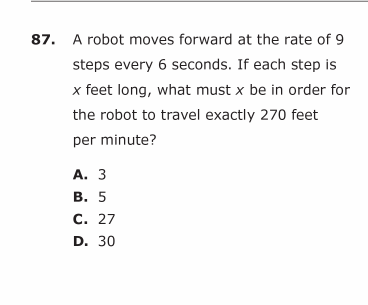 87. A robot moves forward at the rate of 9
steps every 6 seconds. If each step is
x feet long, what must x be in order for
the robot to travel exactly 270 feet
per minute?
A. 3
B. 5
C. 27
D. 30